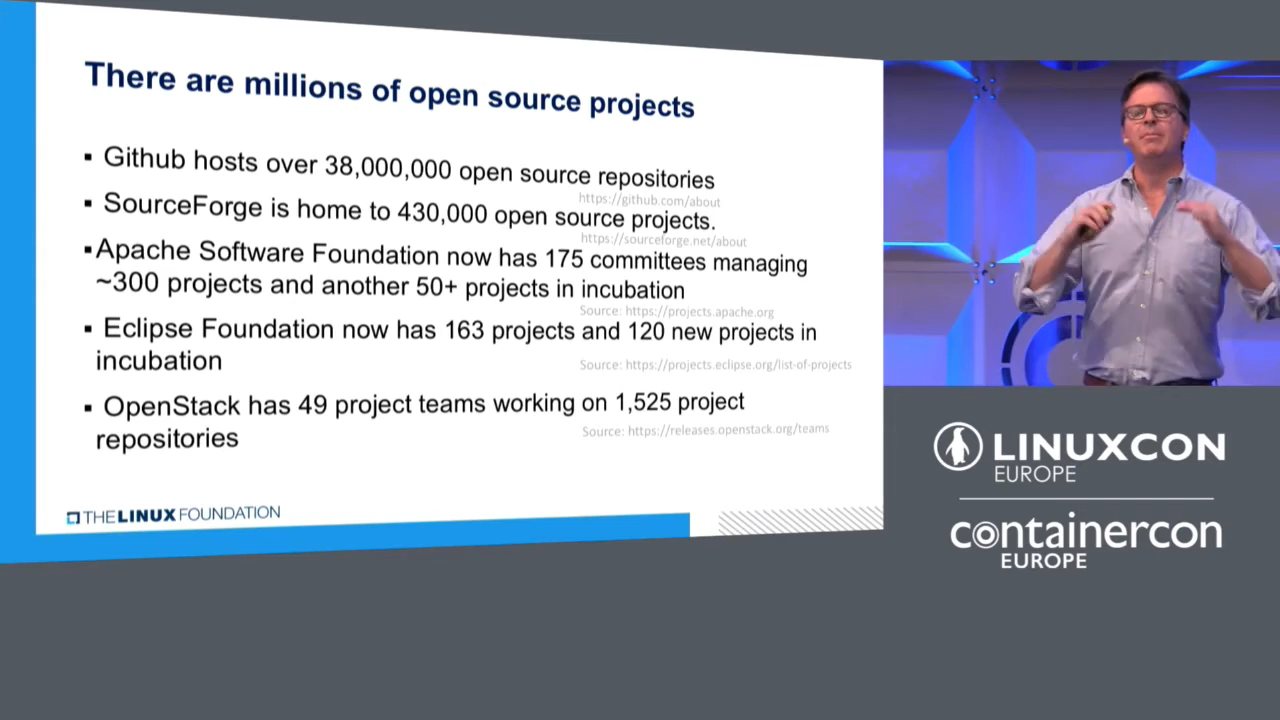 There are millions of open source projects
▪ Github hosts over 38,000,000 open source repositories
https://github.com/about
▪ SourceForge is home to 430,000 open source projects.
https://sourceforge.net/about
▪Apache Software Foundation now has 175 committees managing
~300 projects and another 50+ projects in incubation
Source: https://projects.apache.org
▪ Eclipse Foundation now has 163 projects and 120 new projects in
incubation
Source: https://projects.eclipse.org/list-of-projects
▪ OpenStack has 49 project teams working on 1,525 project
repositories
Source: https://releases.openstack.org/teams
THE LINUX FOUNDATION
LINUXCON
EUROPE
containercon
EUROPE